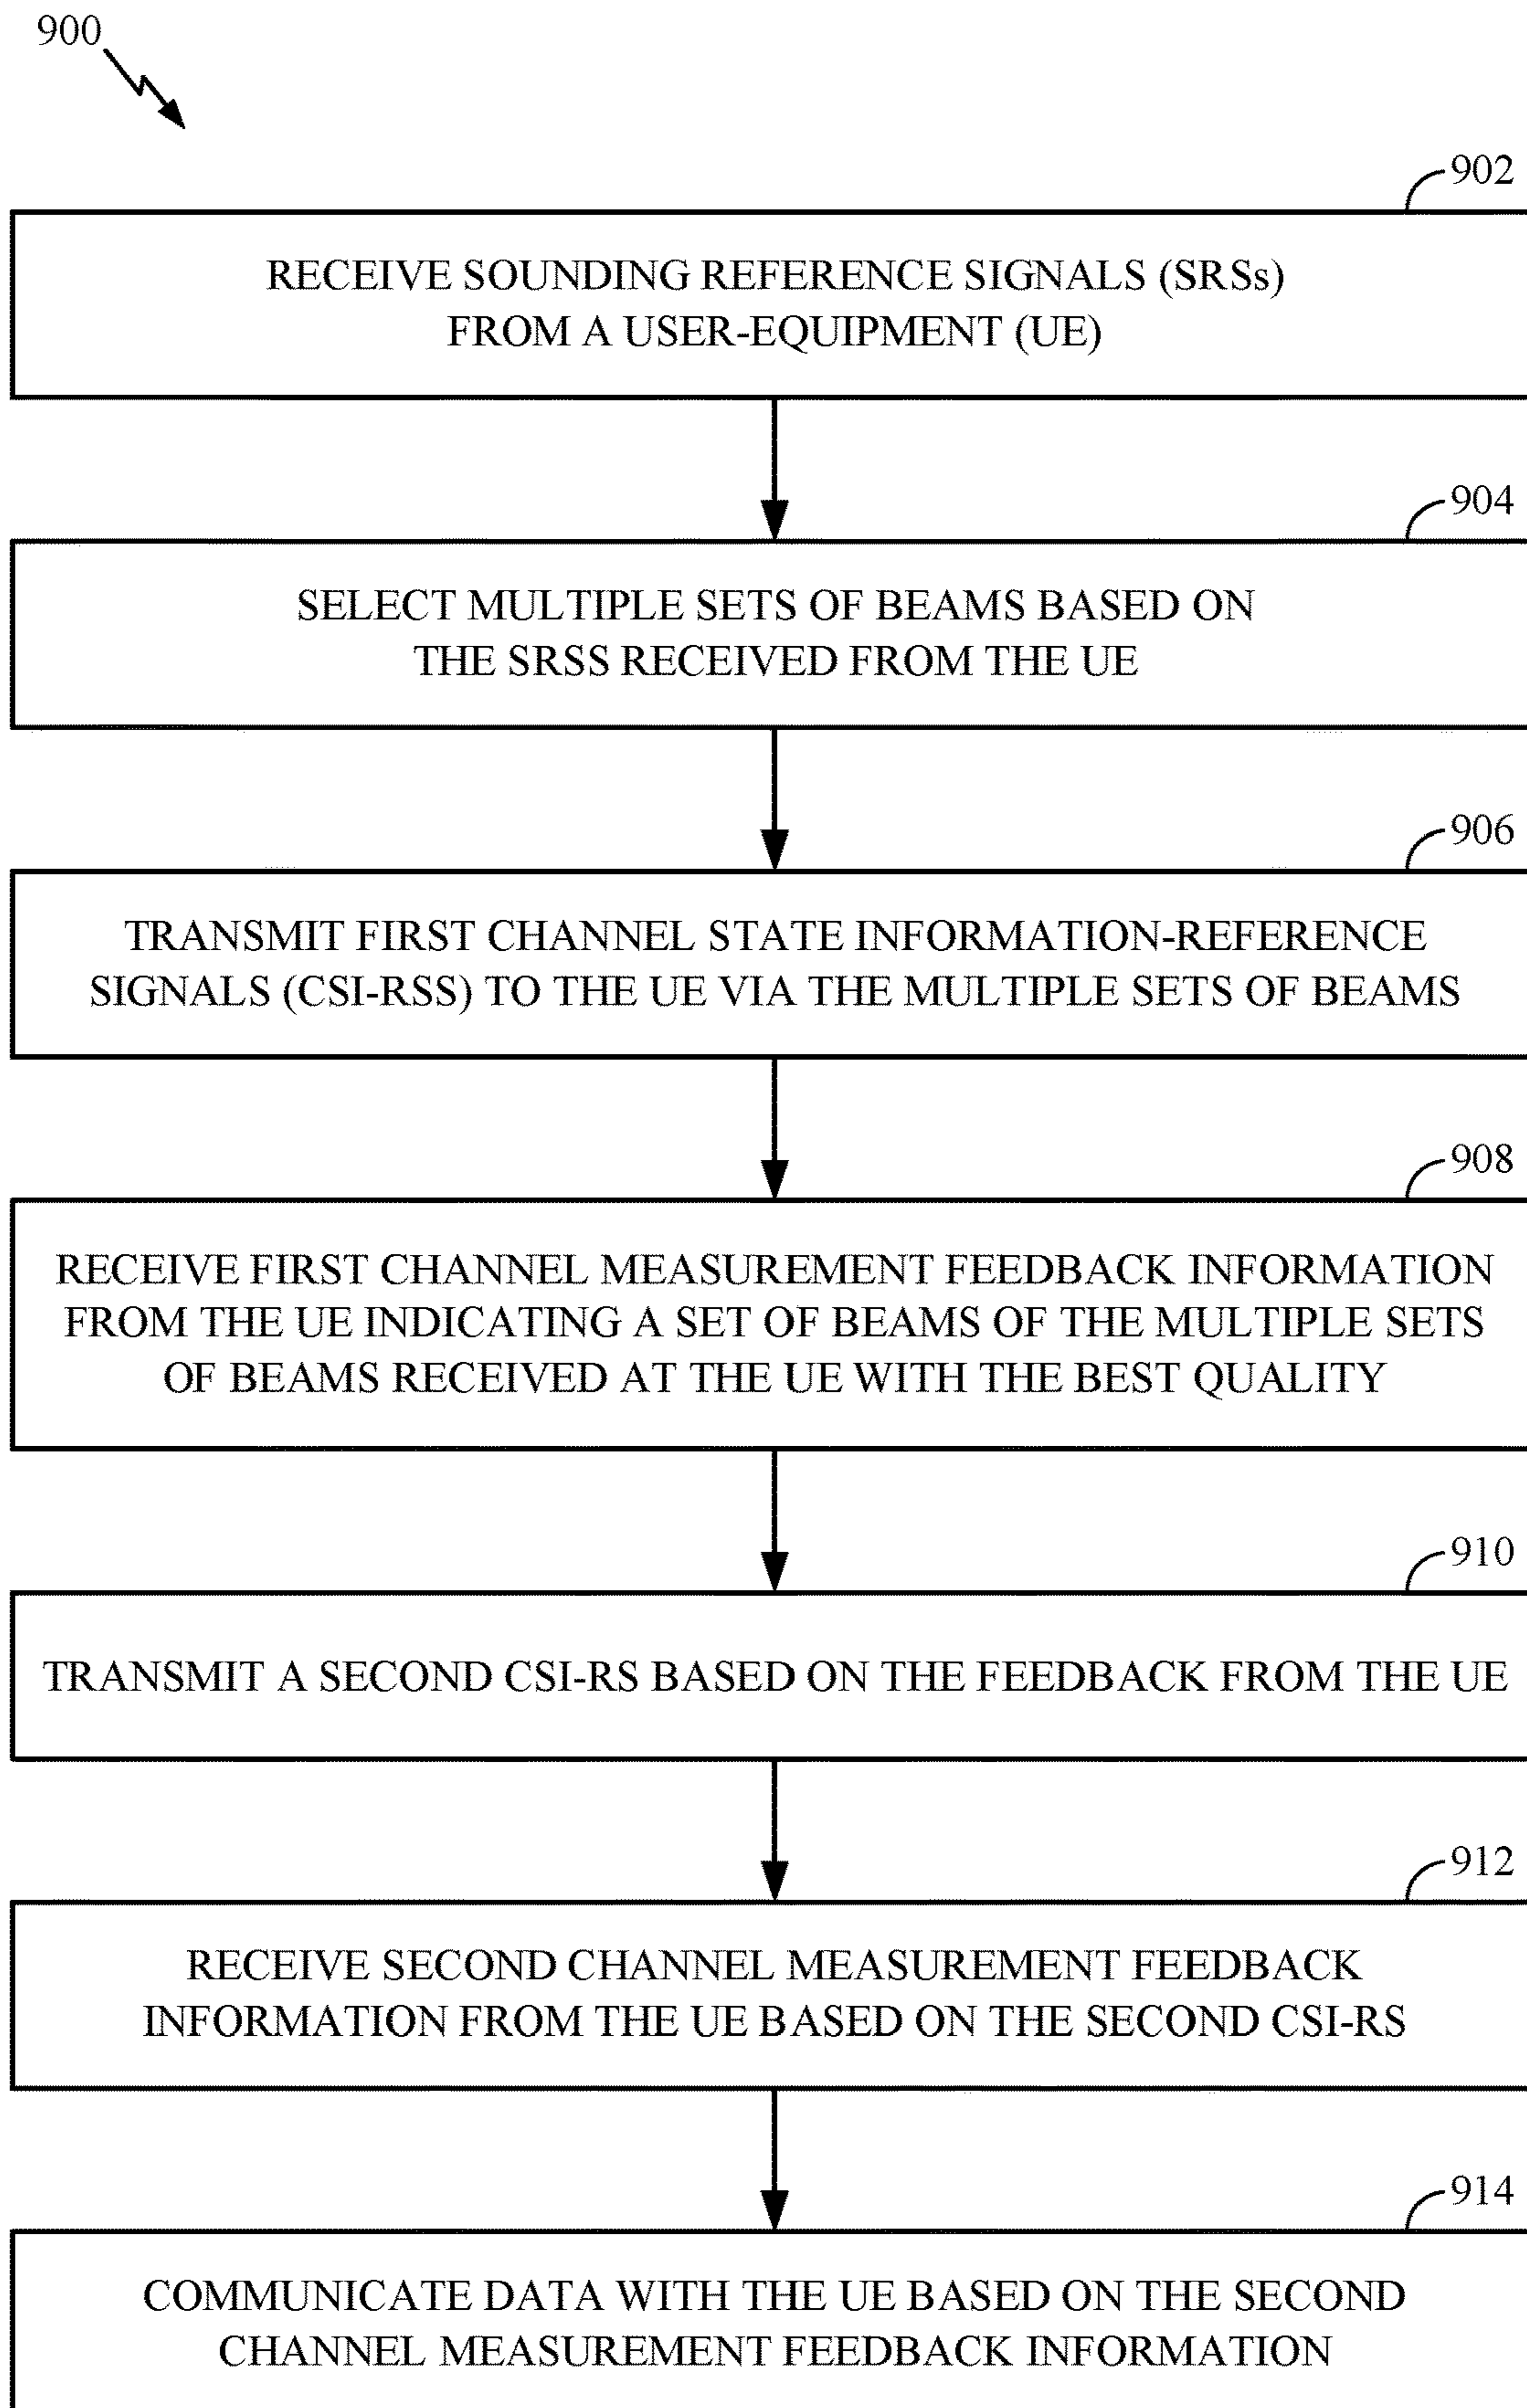 900
902
RECEIVE SOUNDING REFERENCE SIGNALS (SRSs)
FROM A USER-EQUIPMENT (UE)
904
SELECT MULTIPLE SETS OF BEAMS BASED ON
THE SRSS RECEIVED FROM THE UE
906
TRANSMIT FIRST CHANNEL STATE INFORMATION-REFERENCE
SIGNALS (CSI-RSS) TO THE UE VIA THE MULTIPLE SETS OF BEAMS
908
RECEIVE FIRST CHANNEL MEASUREMENT FEEDBACK INFORMATION
FROM THE UE INDICATING A SET OF BEAMS OF THE MULTIPLE SETS
OF BEAMS RECEIVED AT THE UE WITH THE BEST QUALITY
910
TRANSMIT A SECOND CSI-RS BASED ON THE FEEDBACK FROM THE UE
912
RECEIVE SECOND CHANNEL MEASUREMENT FEEDBACK
INFORMATION FROM THE UE BASED ON THE SECOND CSI-RS
914
COMMUNICATE DATA WITH THE UE BASED ON THE SECOND
CHANNEL MEASUREMENT FEEDBACK INFORMATION